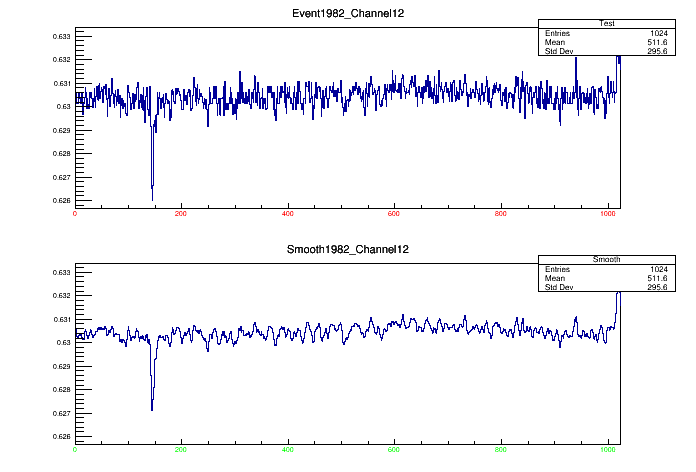 Event1982_Channel12
Test
Entries 1024
Mean 511.6
Std Dev 295.6
0.633
0.632
0.631
0.63
0.629
0.628
0.627
0.626
0 200 400 600 800 1000
Smooth1982_Channel12
Smooth
Entries 1024
Mean 511.6
Std Dev 295.6
0.633
0.632
0.631
0.63
0.629
0.628
0.627
0.626
0 200 400 600 800 1000